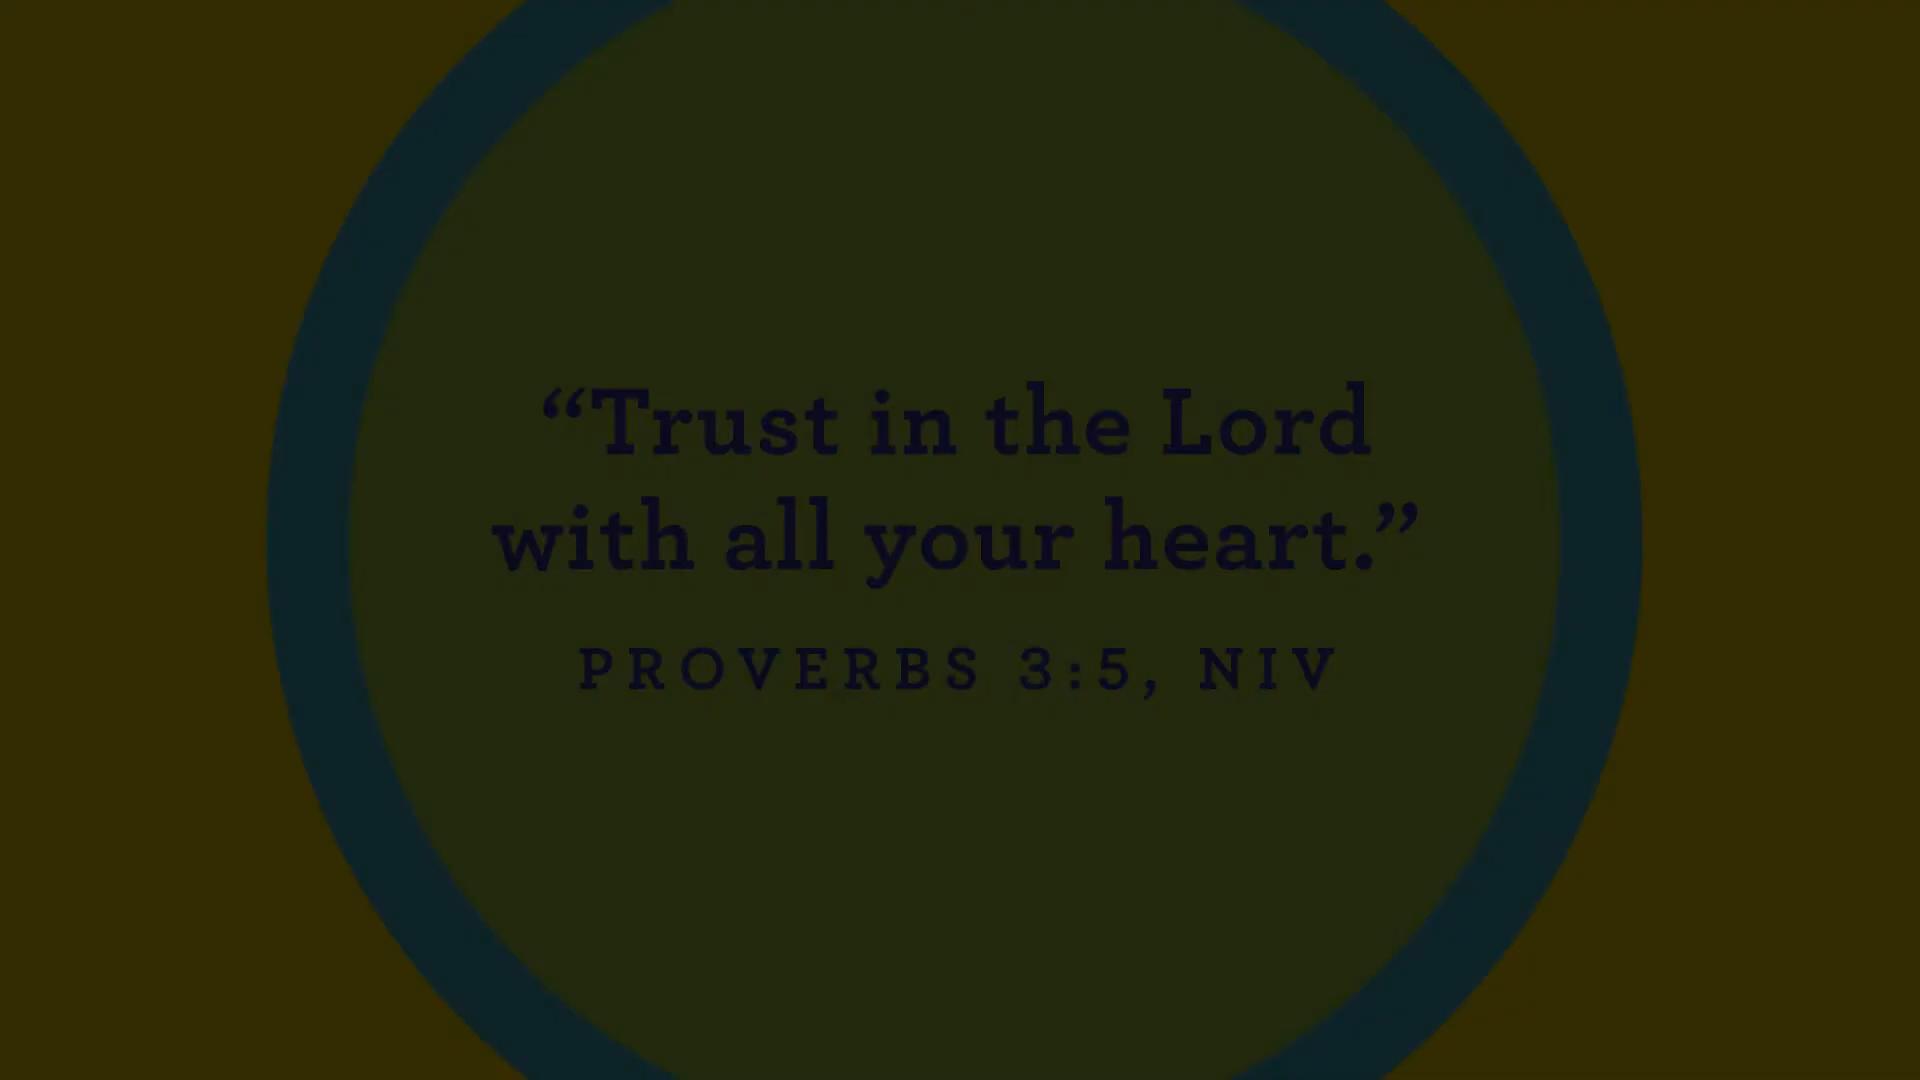 “Trust in the Lord
with all your heart.”
PROVERBS 3:5, NIV